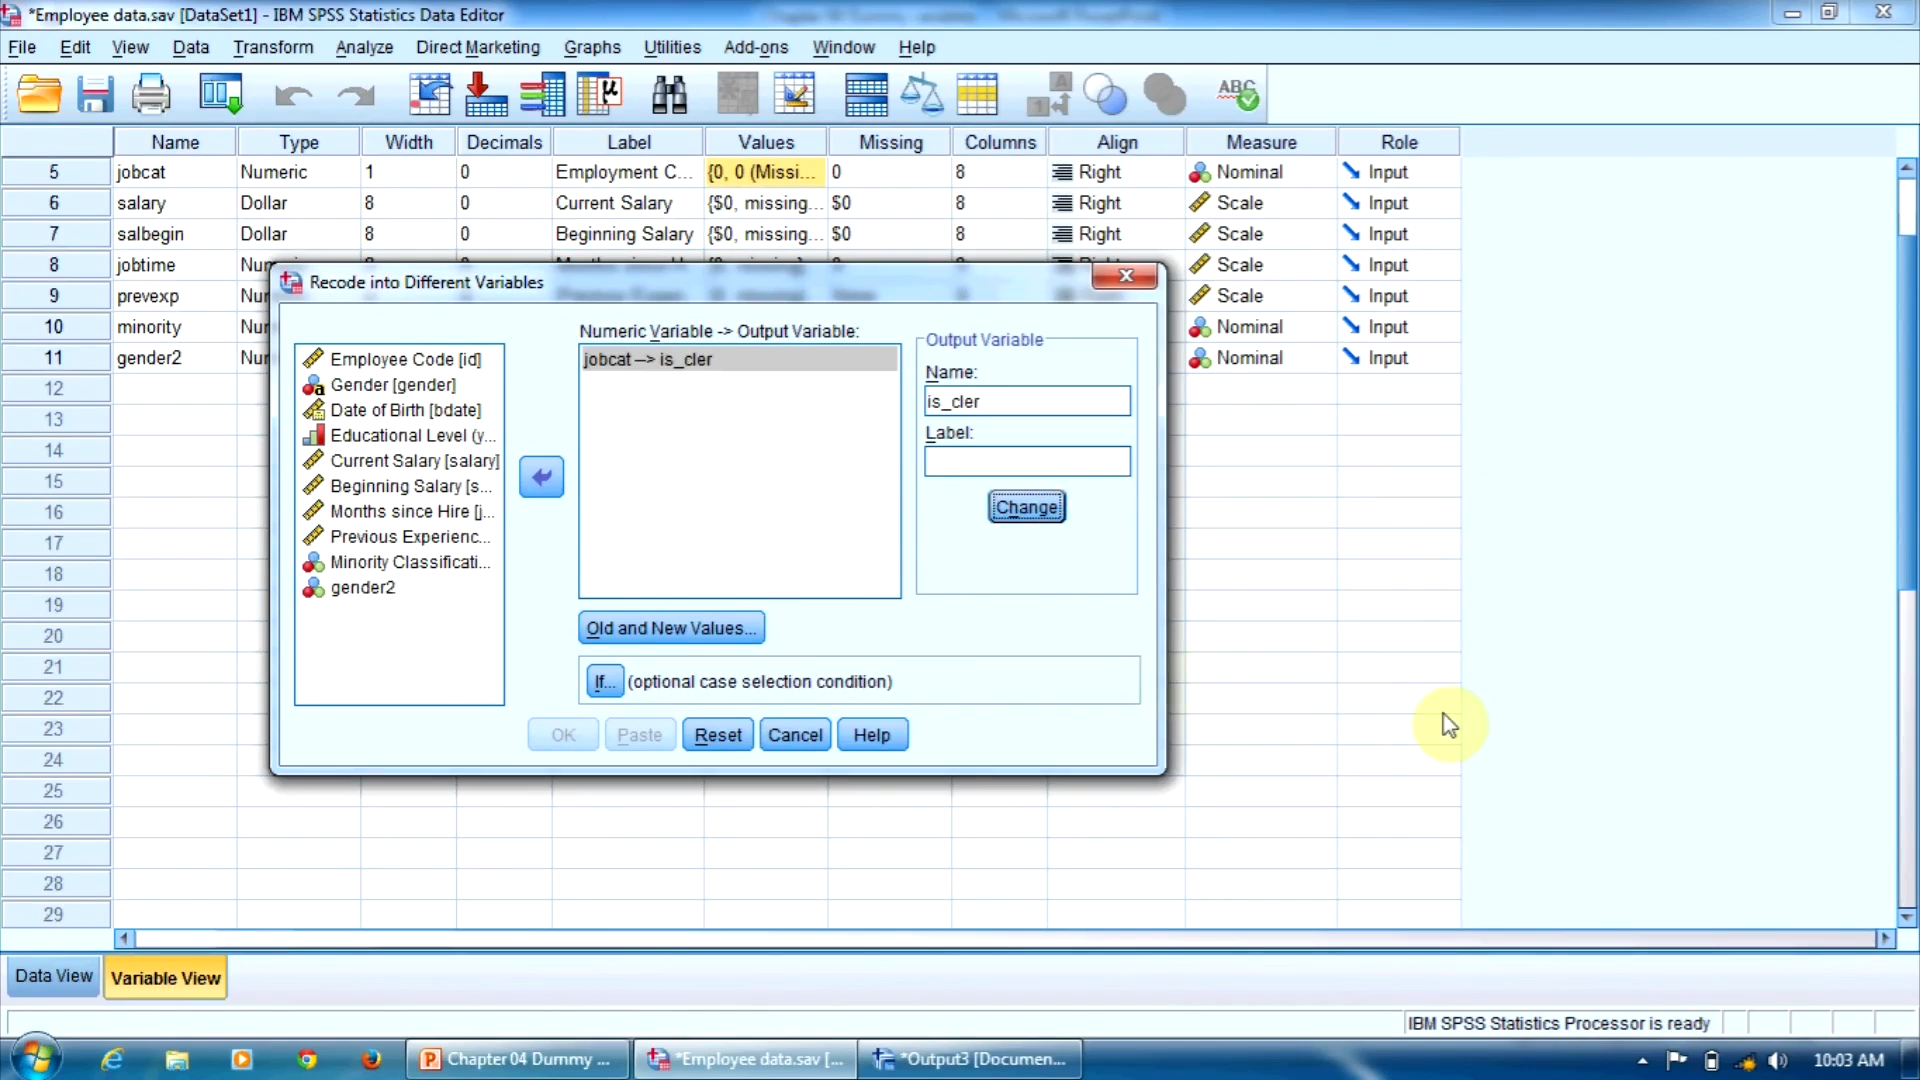 *Employee data.sav [DataSet1] - IBM SPSS Statistics Data Editor
File Edit View Data Transform Analyze Direct Marketing Graphs Utilities Add-ons Window Help
Name Type Width Decimals Label Values Missing Columns Align Measure Role
5 jobcat Numeric 1 0 Employment C... {0, 0 (Missi... 0 8 Right Nominal Input
6 salary Dollar 8 0 Current Salary {$0, missing... $0 8 Right Scale Input
7 salbegin Dollar 8 0 Beginning Salary {$0, missing... $0 8 Right Scale Input
8 jobtime Scale Input
9 prevexp Scale Input
10 minority Nominal Input
11 gender2 Nominal Input
12
13
14
15
16
17
18
19
20
21
22
23
24
25
26
27
28
29
Recode into Different Variables
Employee Code [id]
Gender [gender]
Date of Birth [bdate]
Educational Level (y...
Current Salary [salary]
Beginning Salary [s...
Months since Hire [j...
Previous Experienc...
Minority Classificati...
gender2
Numeric Variable -> Output Variable:
jobcat --> is_cler
Output Variable
Name:
is_cler
Label:
Change
Old and New Values...
If... (optional case selection condition)
OK Paste Reset Cancel Help
Data View Variable View
IBM SPSS Statistics Processor is ready
Chapter 04 Dummy ... *Employee data.sav [... *Output3 [Documen... 10:03 AM